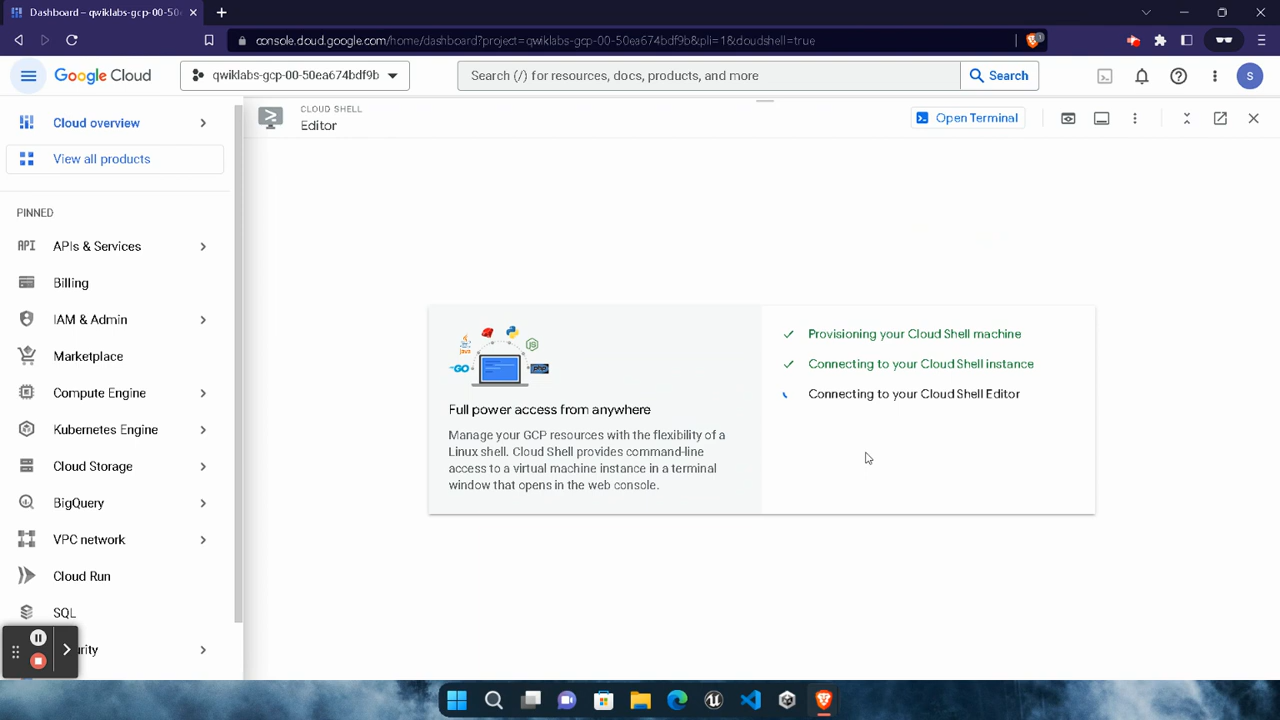 Dashboard – qwiklabs-gcp-00-50
console.cloud.google.com/home/dashboard?project=qwiklabs-gcp-00-50ea674bdf9b&pli=1&cloudshell=true
1
Google Cloud
qwiklabs-gcp-00-50ea674bdf9b
Search (/) for resources, docs, products, and more
Search
S
Cloud overview
View all products
PINNED
API
APIs & Services
Billing
IAM & Admin
Marketplace
Compute Engine
Kubernetes Engine
Cloud Storage
BigQuery
VPC network
Cloud Run
SQL
urity
CLOUD SHELL
Editor
Open Terminal
Java
GO
php
Full power access from anywhere
Manage your GCP resources with the flexibility of a
Linux shell. Cloud Shell provides command-line
access to a virtual machine instance in a terminal
window that opens in the web console.
Provisioning your Cloud Shell machine
Connecting to your Cloud Shell instance
Connecting to your Cloud Shell Editor